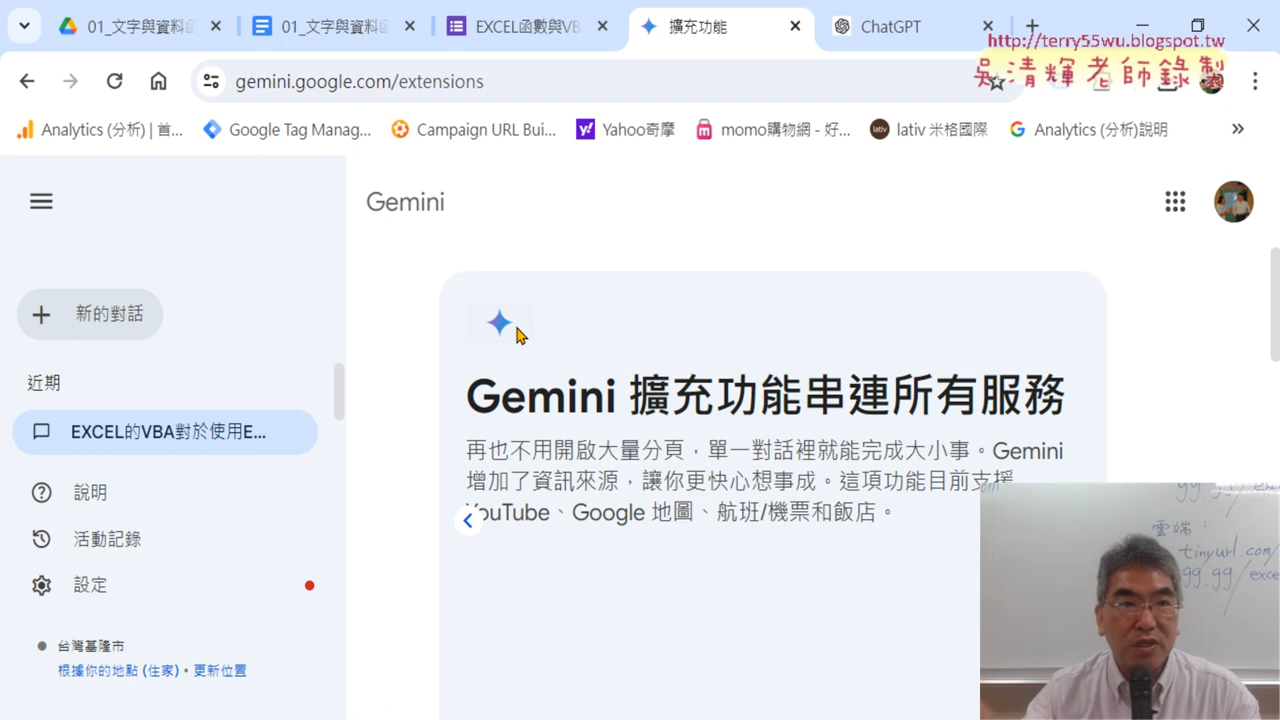 01_文字與資料
01_文字與資料
EXCEL函數與VB
擴充功能
ChatGPT
http://terry55wu.blogspot.tw
吳清輝老師錄製
gemini.google.com/extensions
Analytics (分析) | 首...
Google Tag Manag...
Campaign URL Bui...
Yahoo奇摩
momo購物網 - 好...
lativ 米格國際
Analytics (分析)說明
Gemini
新的對話
近期
EXCEL的VBA對於使用E...
說明
活動記錄
設定
台灣基隆市
根據你的地點 (住家) • 更新位置
Gemini 擴充功能串連所有服務
再也不用開啟大量分頁，單一對話裡就能完成大小事。Gemini
增加了資訊來源，讓你更快心想事成。這項功能目前支援
YouTube、Google 地圖、航班/機票和飯店。
雲端：
tinyurl.com/
gg.gg/exce